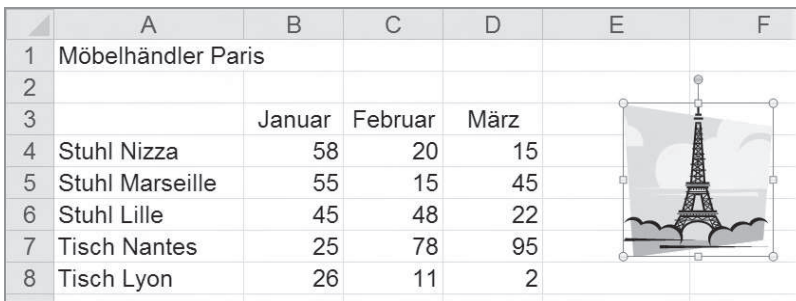 A B C D E F
1 Möbelhändler Paris
2
3 Januar Februar März
4 Stuhl Nizza 58 20 15
5 Stuhl Marseille 55 15 45
6 Stuhl Lille 45 48 22
7 Tisch Nantes 25 78 95
8 Tisch Lyon 26 11 2